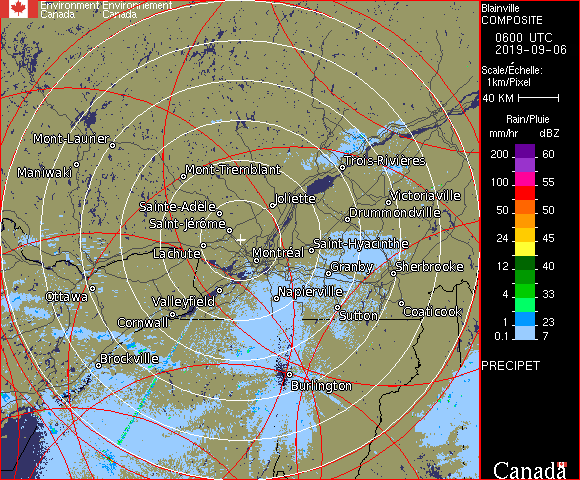 Environment Environnement
Canada Canada
Blainville
COMPOSITE
0600 UTC
2019-09-06
Scale/Échelle:
1km/Pixel
40 KM
Rain/Pluie
mm/hr dBZ
200 60
100 55
50 50
24 45
12 40
4 33
1 23
0.1 7
PRECIPET
Canada
Mont-Laurier
Maniwaki
Mont-Tremblant
Trois-Rivières
Sainte-Adèle
Joliette
Victoriaville
Saint-Jérôme
Drummondville
Lachute
Montréal
Saint-Hyacinthe
Granby
Sherbrooke
Ottawa
Valleyfield
Napierville
Cornwall
Sutton
Coaticook
Brockville
Burlington